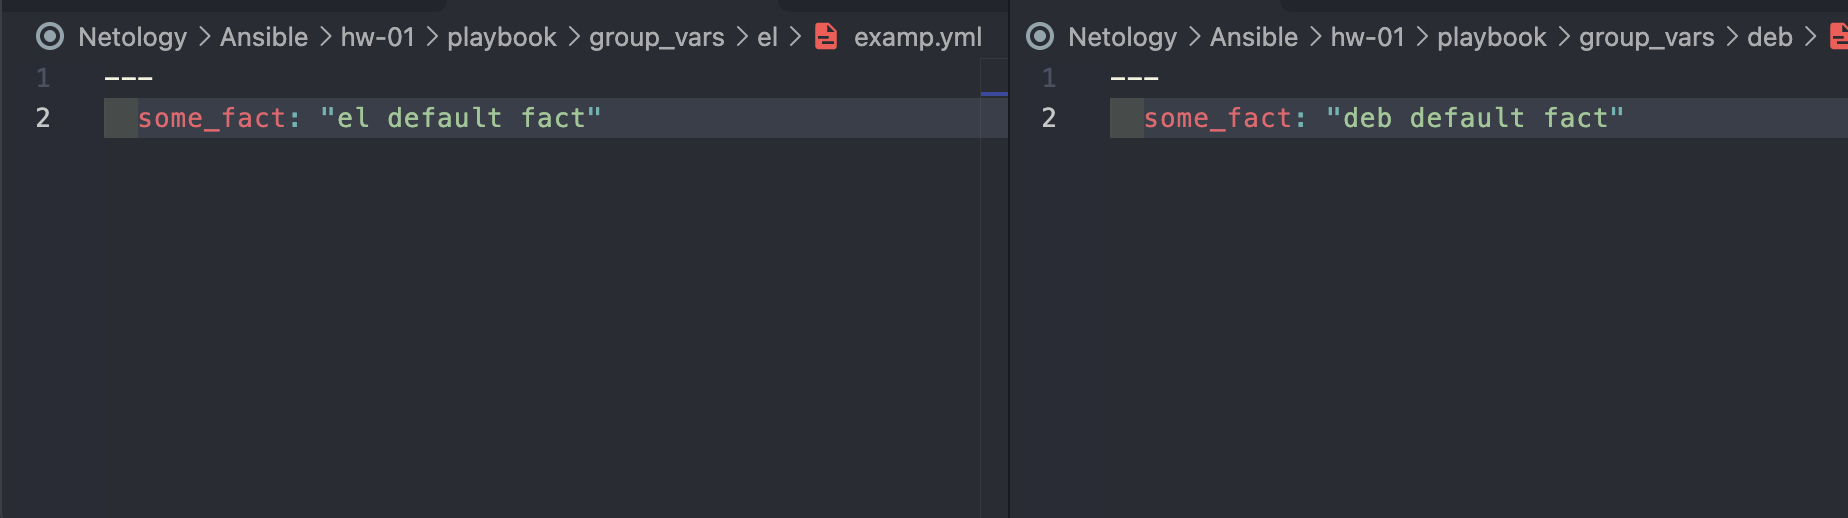 Netology > Ansible > hw-01 > playbook > group_vars > el > examp.yml
1 ---
2 some_fact: "el default fact"
Netology > Ansible > hw-01 > playbook > group_vars > deb >
1 ---
2 some_fact: "deb default fact"